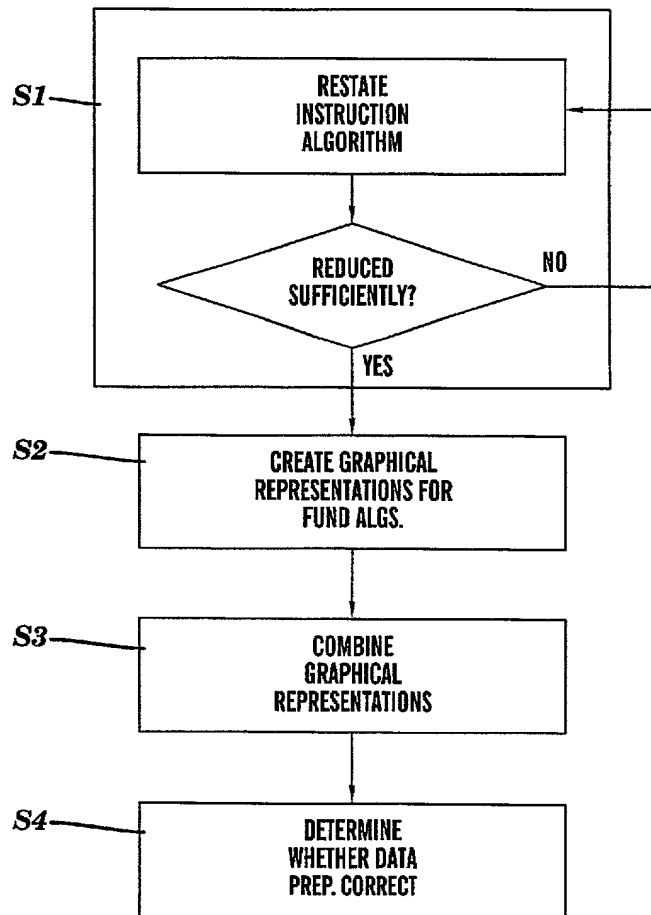 S1
RESTATE
INSTRUCTION
ALGORITHM
REDUCED
SUFFICIENTLY?
NO
YES
S2
CREATE GRAPHICAL
REPRESENTATIONS FOR
FUND ALGS.
S3
COMBINE
GRAPHICAL
REPRESENTATIONS
S4
DETERMINE
WHETHER DATA
PREP. CORRECT